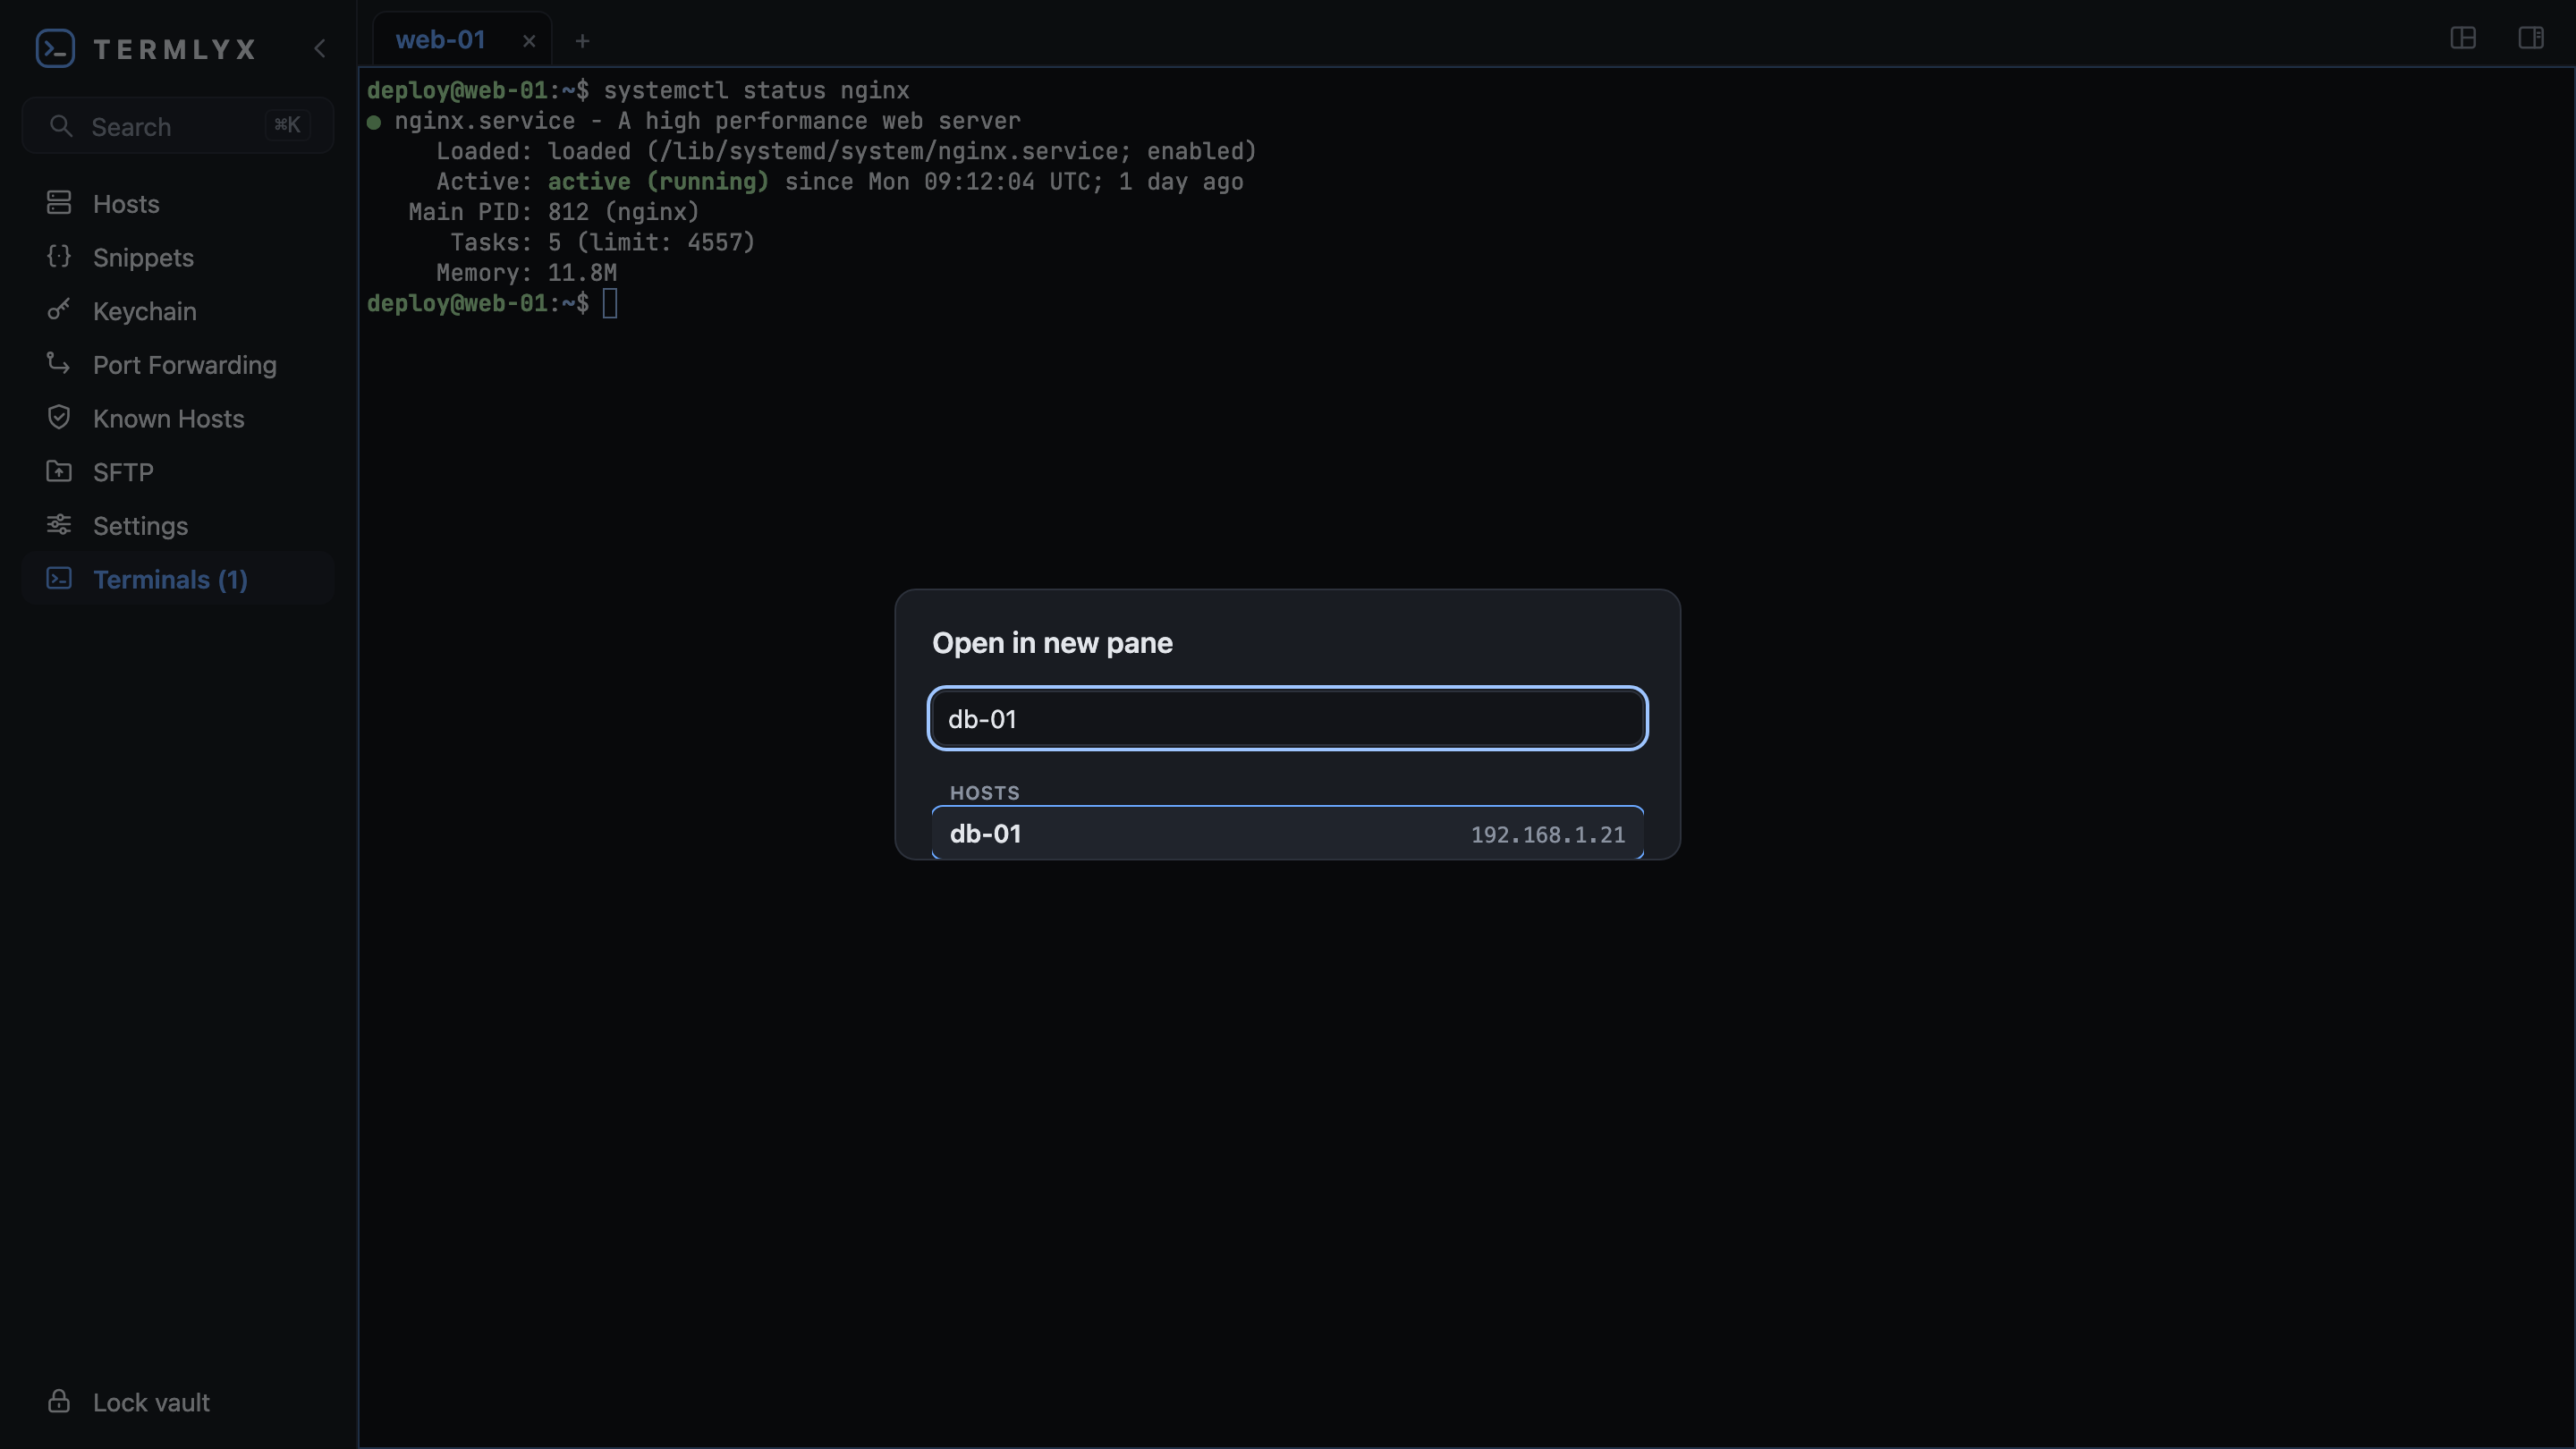 TERMLYX
Search ⌘K
Hosts
Snippets
Keychain
Port Forwarding
Known Hosts
SFTP
Settings
Terminals (1)
Lock vault
web-01 × +
deploy@web-01:~$ systemctl status nginx
● nginx.service - A high performance web server
Loaded: loaded (/lib/systemd/system/nginx.service; enabled)
Active: active (running) since Mon 09:12:04 UTC; 1 day ago
Main PID: 812 (nginx)
Tasks: 5 (limit: 4557)
Memory: 11.8M
deploy@web-01:~$
Open in new pane
db-01
HOSTS
db-01 192.168.1.21